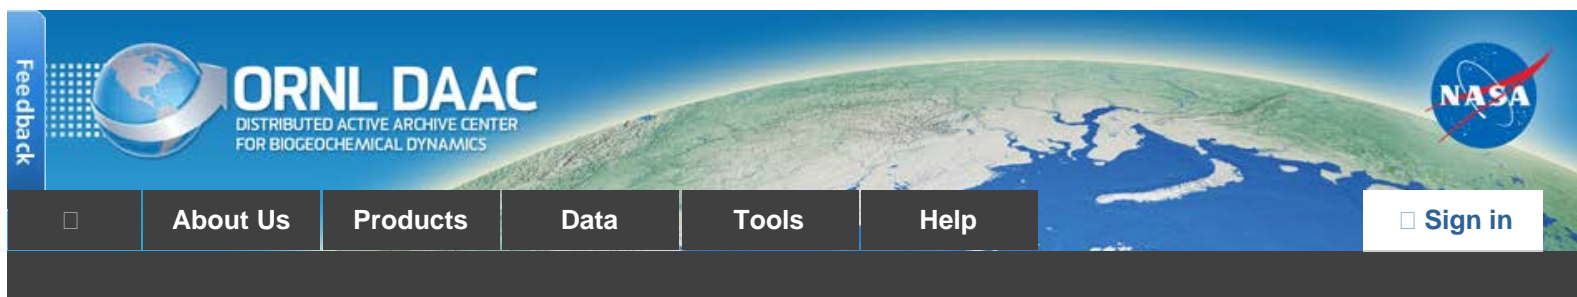 Feedback
ORNL DAAC
DISTRIBUTED ACTIVE ARCHIVE CENTER
FOR BIOGEOCHEMICAL DYNAMICS
NASA
About Us Products Data Tools Help Sign in